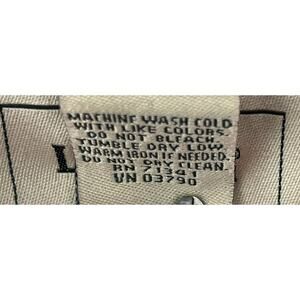 MACHINE WASH COLD
WITH LIKE COLORS.
DO NOT BLEACH.
TUMBLE DRY LOW.
WARM IRON IF NEEDED.
DO NOT DRY CLEAN.
RN 71341
VN 03790